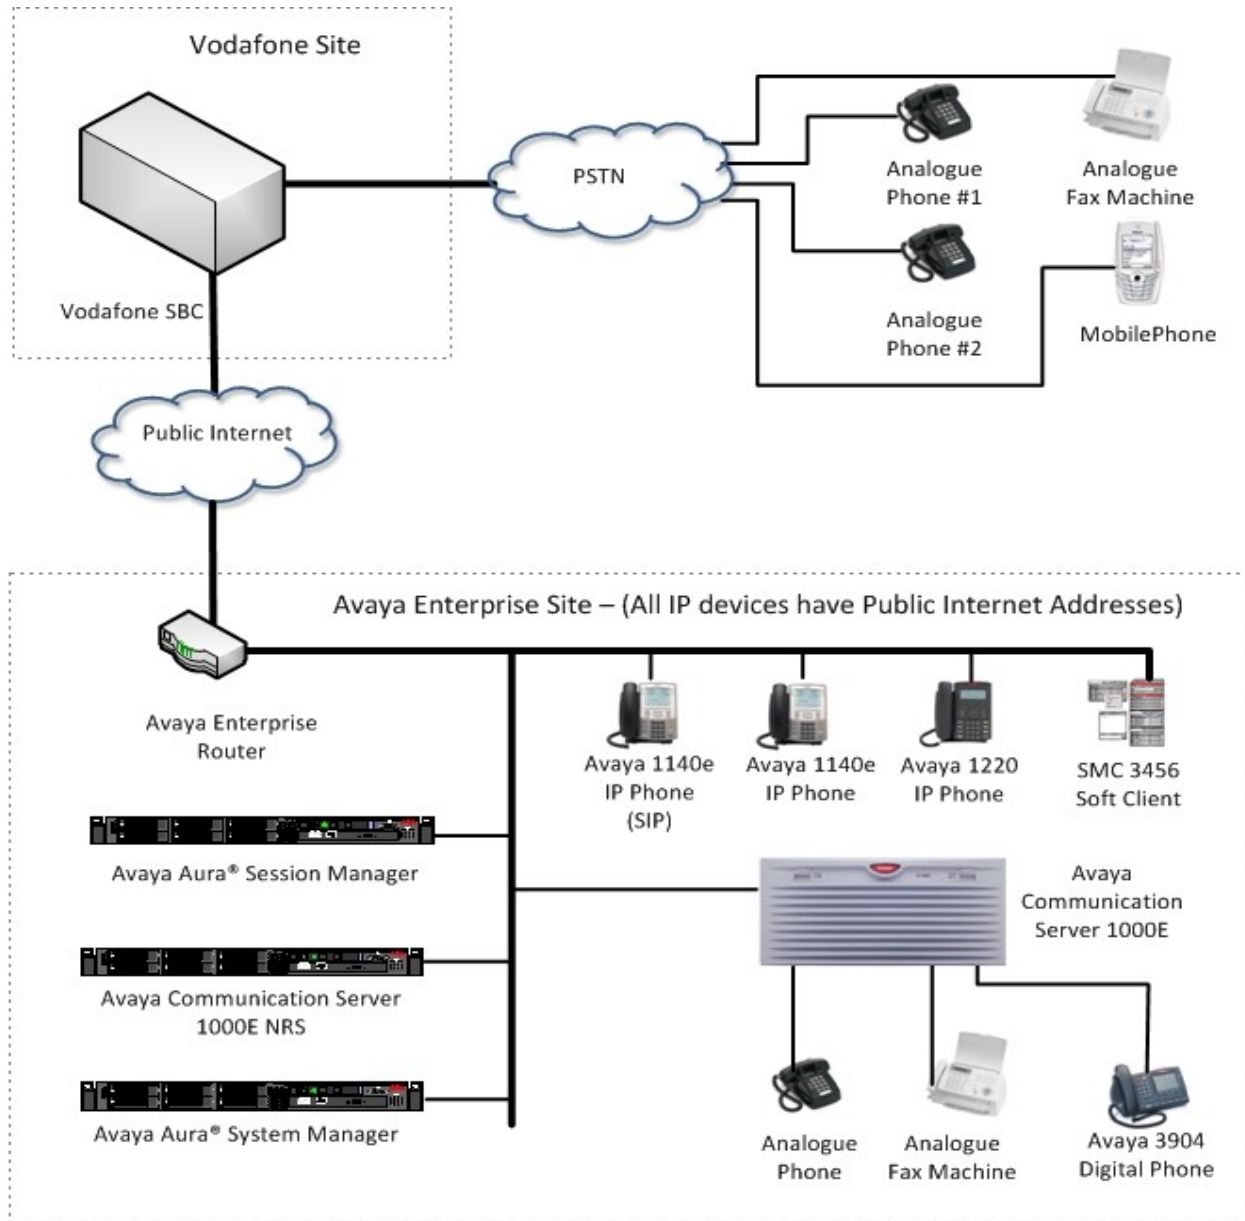 Vodafone Site
PSTN
Analogue
Phone #1
Analogue
Fax Machine
Vodafone SBC
Analogue
Phone #2
MobilePhone
Public Internet
Avaya Enterprise Site – (All IP devices have Public Internet Addresses)
Avaya Enterprise
Router
Avaya 1140e
IP Phone
(SIP)
Avaya 1140e
IP Phone
Avaya 1220
IP Phone
SMC 3456
Soft Client
Avaya Aura® Session Manager
Avaya
Communication
Server 1000E
Avaya Communication Server
1000E NRS
Avaya Aura® System Manager
Analogue
Phone
Analogue
Fax Machine
Avaya 3904
Digital Phone